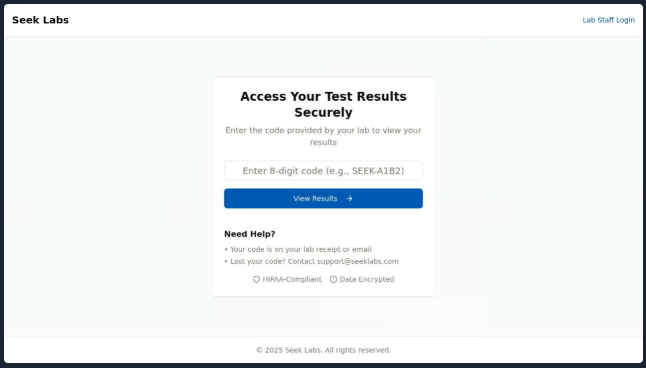 Seek Labs
Lab Staff Login
Access Your Test Results
Securely
Enter the code provided by your lab to view your
results
Enter 8-digit code (e.g., SEEK-A1B2)
View Results →
Need Help?
• Your code is on your lab receipt or email
• Lost your code? Contact support@seeklabs.com
HIPAA-Compliant Data Encrypted
© 2025 Seek Labs. All rights reserved.